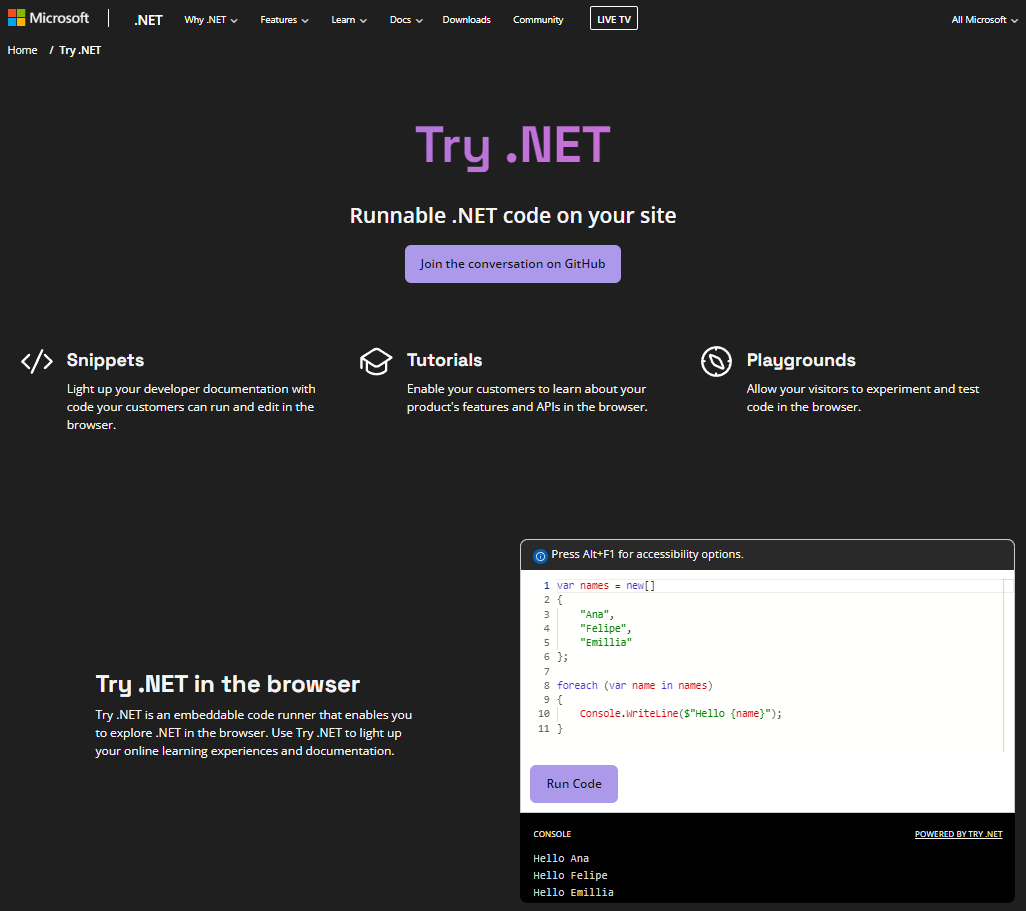 Microsoft .NET Why .NET Features Learn Docs Downloads Community LIVE TV All Microsoft
Home / Try .NET
Try .NET
Runnable .NET code on your site
Join the conversation on GitHub
Snippets
Light up your developer documentation with
code your customers can run and edit in the
browser.
Tutorials
Enable your customers to learn about your
product's features and APIs in the browser.
Playgrounds
Allow your visitors to experiment and test
code in the browser.
Try .NET in the browser
Try .NET is an embeddable code runner that enables you
to explore .NET in the browser. Use Try .NET to light up
your online learning experiences and documentation.
Press Alt+F1 for accessibility options.
1 var names = new[]
2 {
3     "Ana",
4     "Felipe",
5     "Emillia"
6 };
7
8 foreach (var name in names)
9 {
10     Console.WriteLine($"Hello {name}");
11 }
Run Code
CONSOLE POWERED BY TRY .NET
Hello Ana
Hello Felipe
Hello Emillia